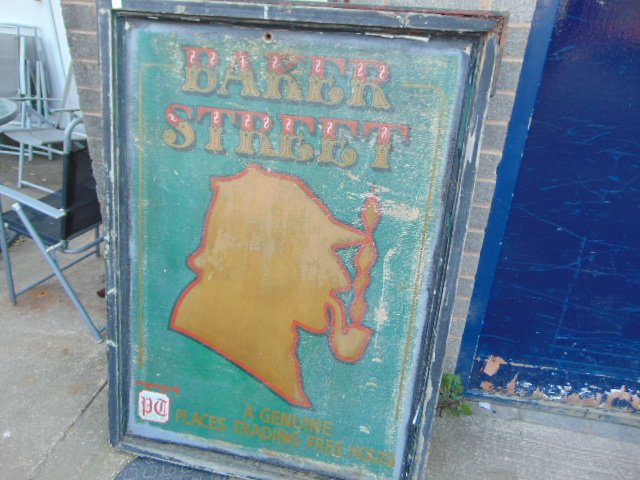 BAKER
STREET
A GENUINE
PLACES TRADING FREE HOUSE
PT